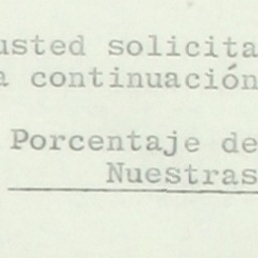 usted solicita
a continuación
Porcentaje de
Nuestras